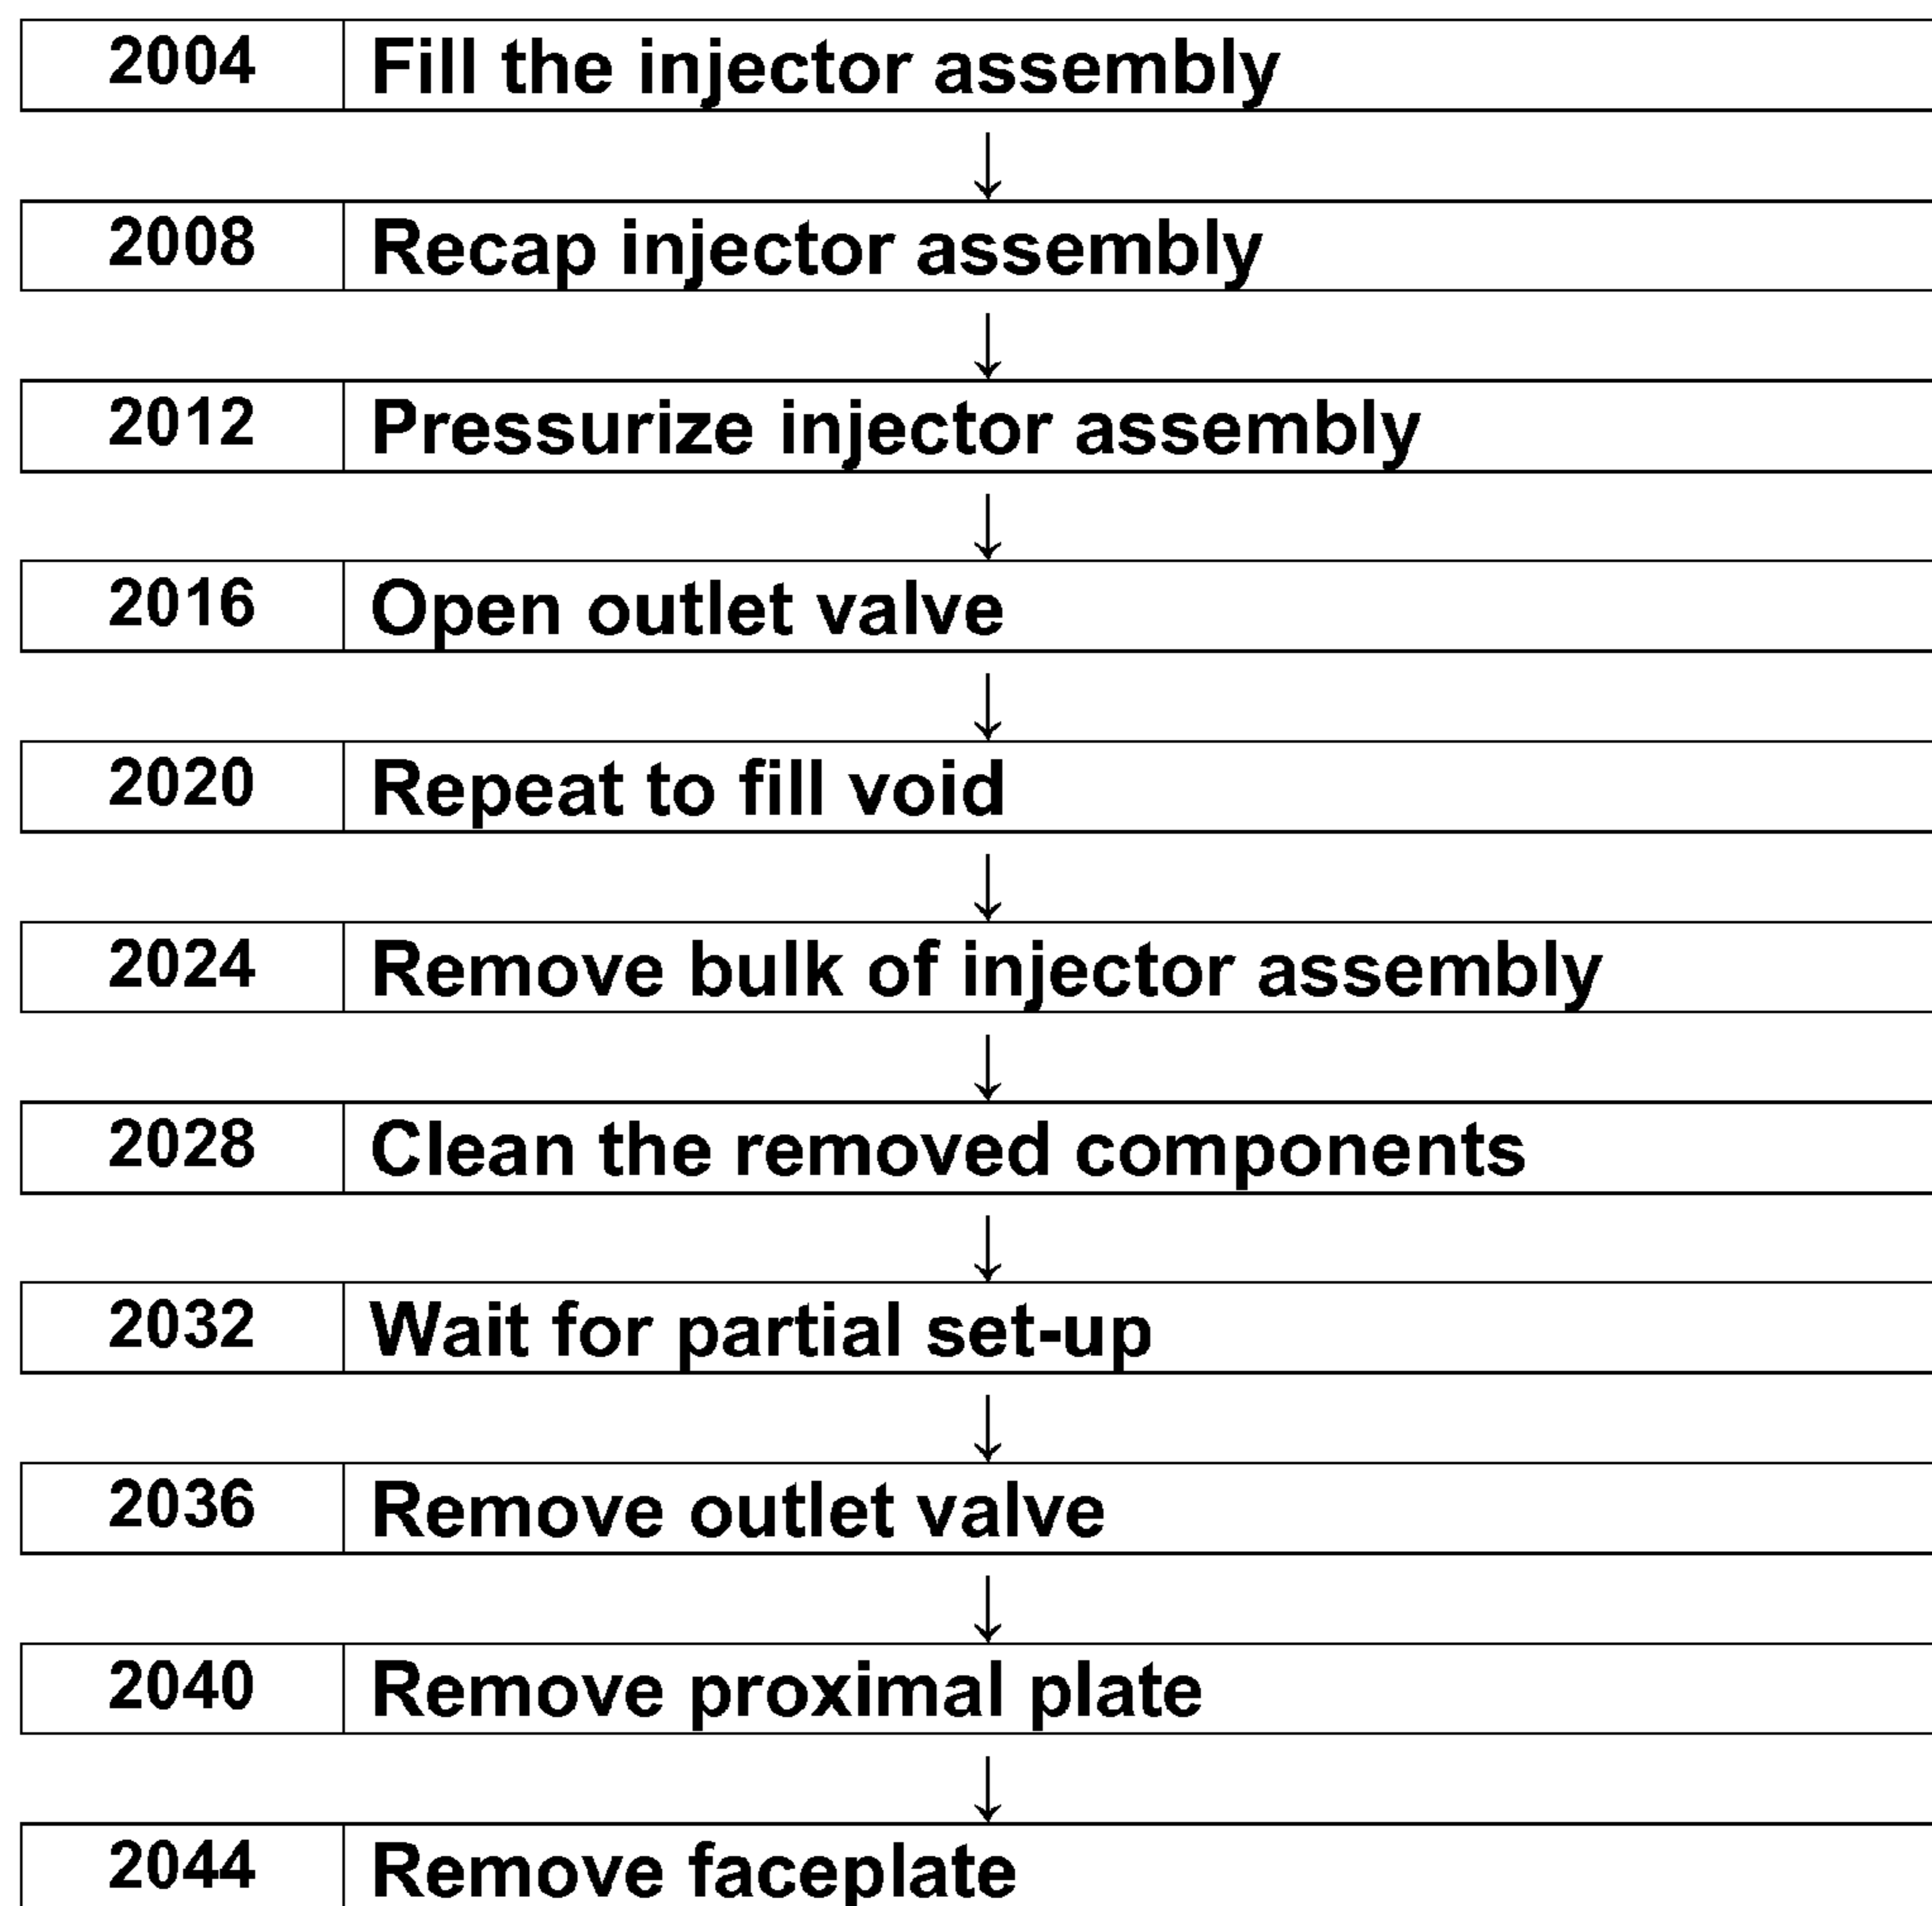 2004 Fill the injector assembly
2008 Recap injector assembly
2012 Pressurize injector assembly
2016 Open outlet valve
2020 Repeat to fill void
2024 Remove bulk of injector assembly
2028 Clean the removed components
2032 Wait for partial set-up
2036 Remove outlet valve
2040 Remove proximal plate
2044 Remove faceplate